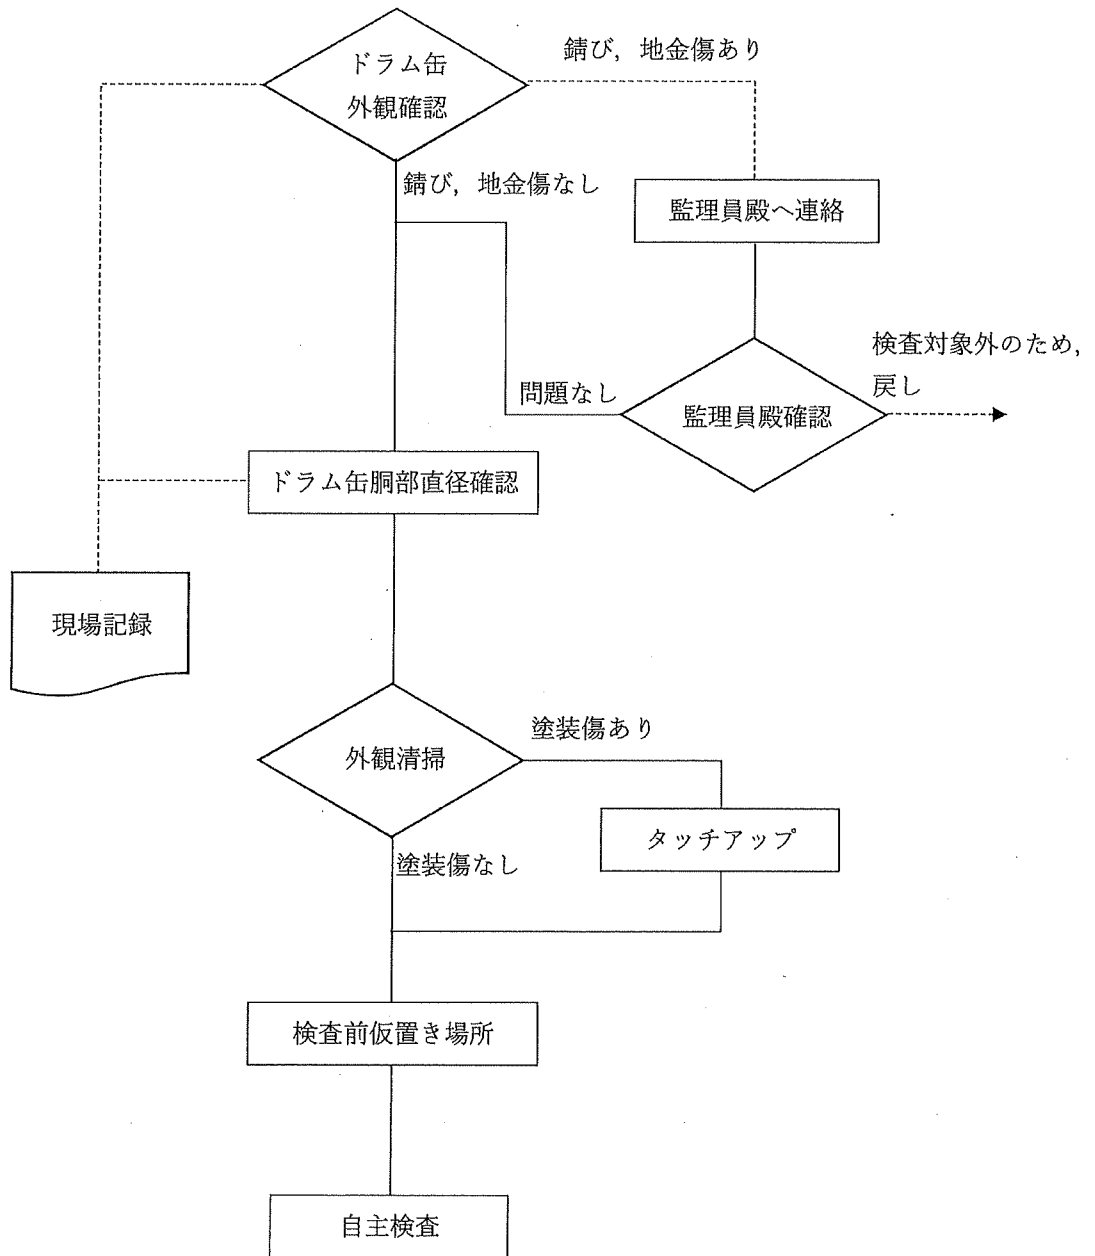 ドラム缶
外観確認
錆び，地金傷あり
錆び，地金傷なし
監理員殿へ連絡
検査対象外のため，
戻し
問題なし
監理員殿確認
ドラム缶胴部直径確認
現場記録
塗装傷あり
外観清掃
タッチアップ
塗装傷なし
検査前仮置き場所
自主検査